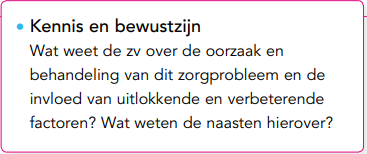 • Kennis en bewustzijn
Wat weet de zv over de oorzaak en
behandeling van dit zorgprobleem en de
invloed van uitlokkende en verbeterende
factoren? Wat weten de naasten hierover?